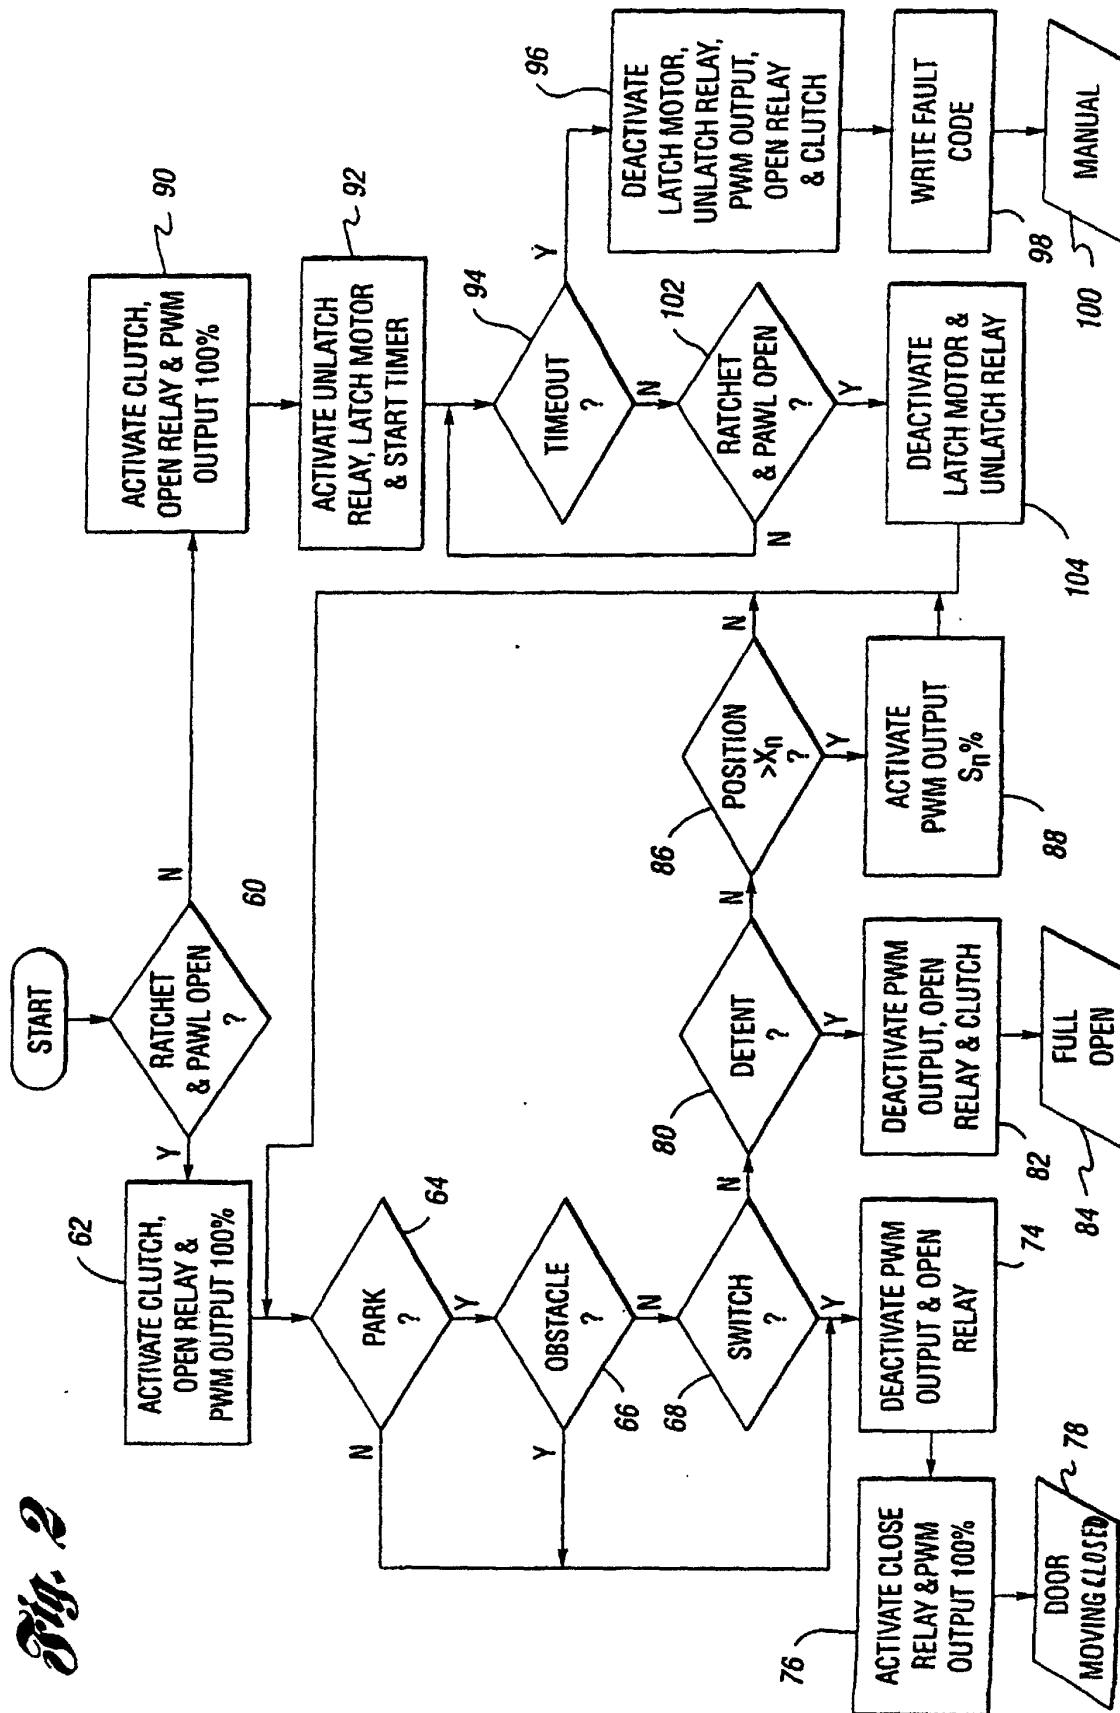 Fig. 2
START
RATCHET
& PAWL OPEN
?
60
Y
N
62
ACTIVATE CLUTCH,
OPEN RELAY &
PWM OUTPUT 100%
90
ACTIVATE CLUTCH,
OPEN RELAY & PWM
OUTPUT 100%
92
ACTIVATE UNLATCH
RELAY, LATCH MOTOR
& START TIMER
94
TIMEOUT
?
Y
N
96
DEACTIVATE
LATCH MOTOR,
UNLATCH RELAY,
PWM OUTPUT,
OPEN RELAY
& CLUTCH
WRITE FAULT
CODE
98
MANUAL
100
102
RATCHET
& PAWL OPEN
?
N
Y
DEACTIVATE
LATCH MOTOR &
UNLATCH RELAY
104
64
PARK
?
N
Y
OBSTACLE
?
66
Y
N
68
SWITCH
?
N
Y
DEACTIVATE PWM
OUTPUT & OPEN
RELAY
74
76
ACTIVATE CLOSE
RELAY &PWM
OUTPUT 100%
78
DOOR
MOVING CLOSED
80
DETENT
?
N
Y
DEACTIVATE PWM
OUTPUT, OPEN
RELAY & CLUTCH
82
FULL
OPEN
84
86
POSITION
>Xn
?
N
Y
ACTIVATE
PWM OUTPUT
Sn%
88